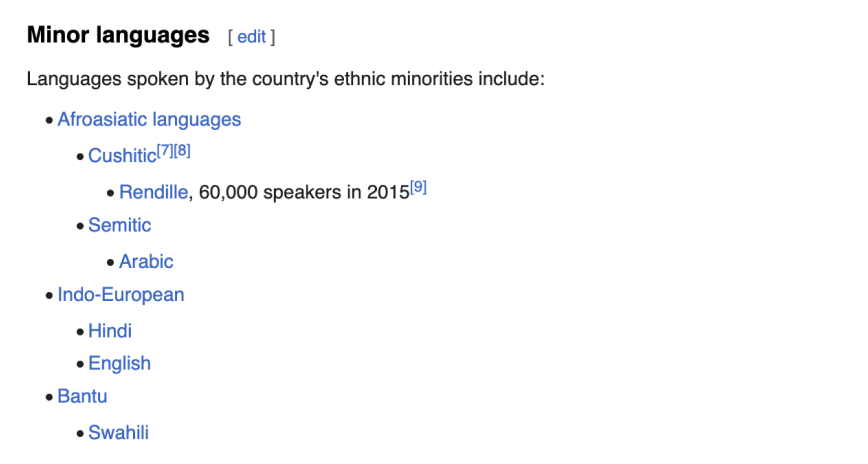 Minor languages [ edit ]
Languages spoken by the country's ethnic minorities include:
• Afroasiatic languages
• Cushitic[7][8]
• Rendille, 60,000 speakers in 2015[9]
• Semitic
• Arabic
• Indo-European
• Hindi
• English
• Bantu
• Swahili